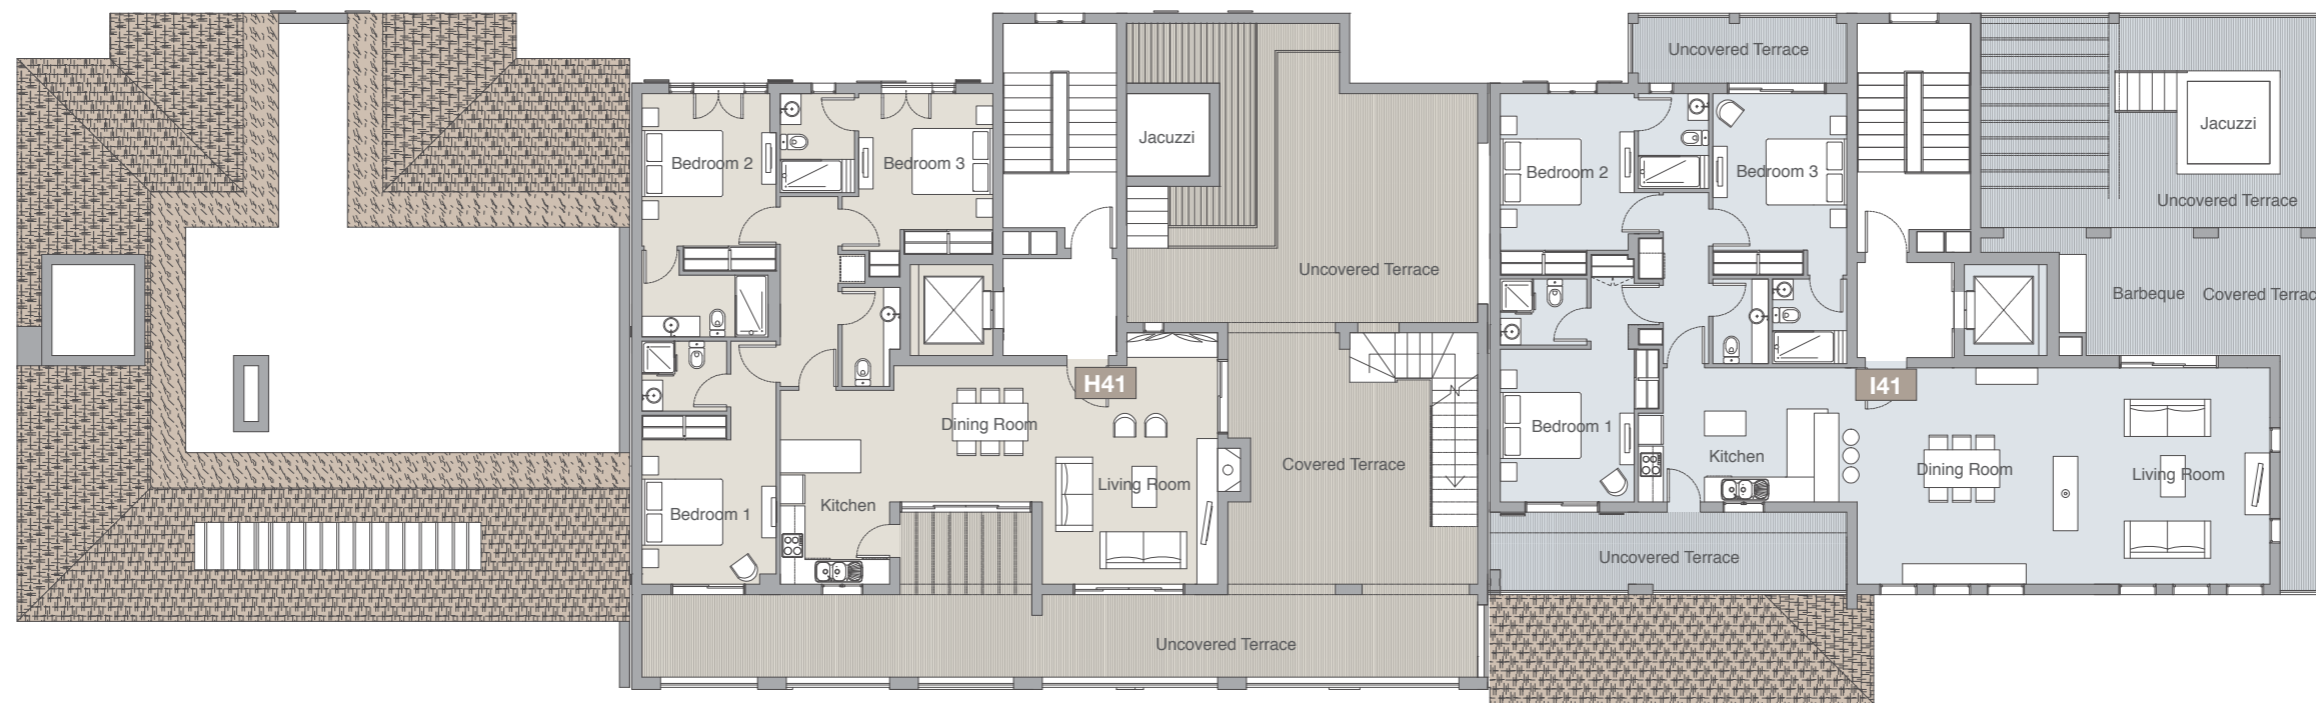 Uncovered Terrace
Jacuzzi
Jacuzzi
Bedroom 2
Bedroom 3
Bedroom 2
Bedroom 3
Uncovered Terrace
Uncovered Terrace
Barbeque
Covered Terrac
H41
I41
Dining Room
Bedroom 1
Kitchen
Covered Terrace
Dining Room
Living Room
Living Room
Kitchen
Bedroom 1
Uncovered Terrace
Uncovered Terrace